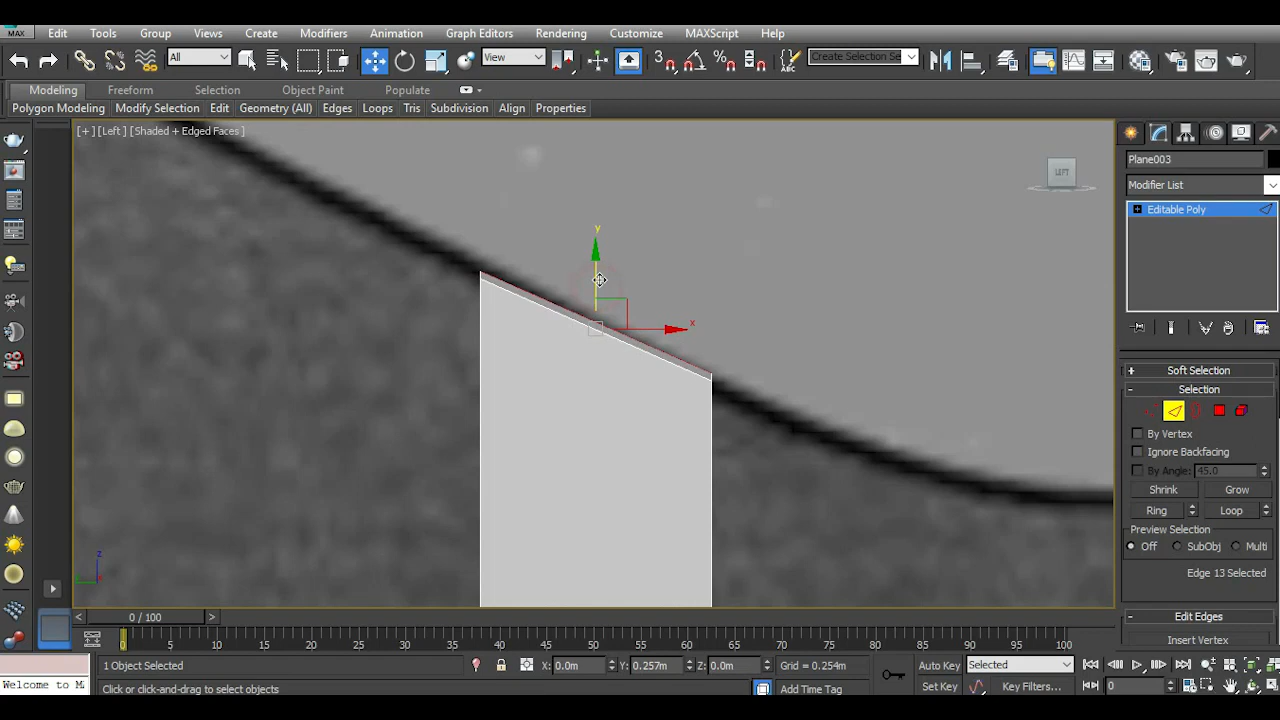 MAX Edit Tools Group Views Create Modifiers Animation Graph Editors Rendering Customize MAXScript Help
All View Create Selection Se
Modeling Freeform Selection Object Paint Populate
Polygon Modeling Modify Selection Edit Geometry (All) Edges Loops Tris Subdivision Align Properties
[+] [Left] [Shaded + Edged Faces]
LEFT
y
x
z
Plane003
Modifier List
Editable Poly
+ Soft Selection
- Selection
By Vertex
Ignore Backfacing
By Angle: 45.0
Shrink Grow
Ring Loop
Preview Selection
Off SubObj Multi
Edge 13 Selected
- Edit Edges
Insert Vertex
< 0 / 100 >
0 5 10 15 20 25 30 35 40 45 50 55 60 65 70 75 80 85 90 95 100
1 Object Selected X: 0.0m Y: 0.257m Z: 0.0m Grid = 0.254m Auto Key Selected
Welcome to M Click or click-and-drag to select objects Add Time Tag Set Key Key Filters... 0